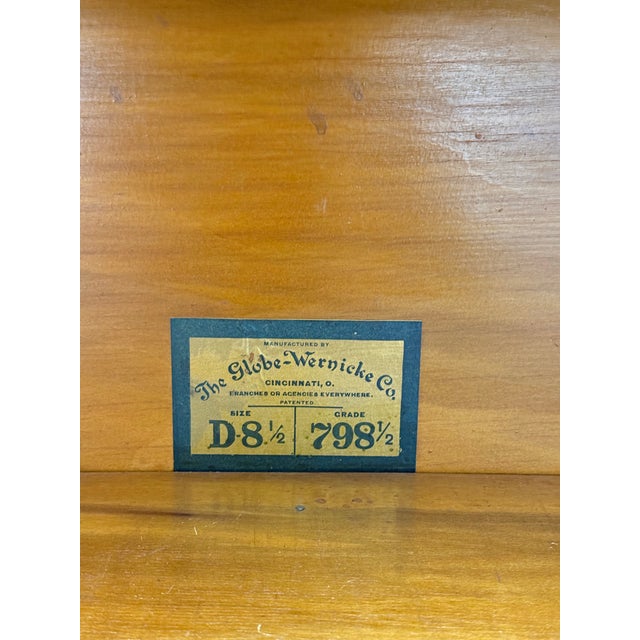 MANUFACTURED BY
The Globe-Wernicke Co.
CINCINNATI, O.
BRANCHES OR AGENCIES EVERYWHERE.
PATENTED.
SIZE GRADE
D-8½ 798½